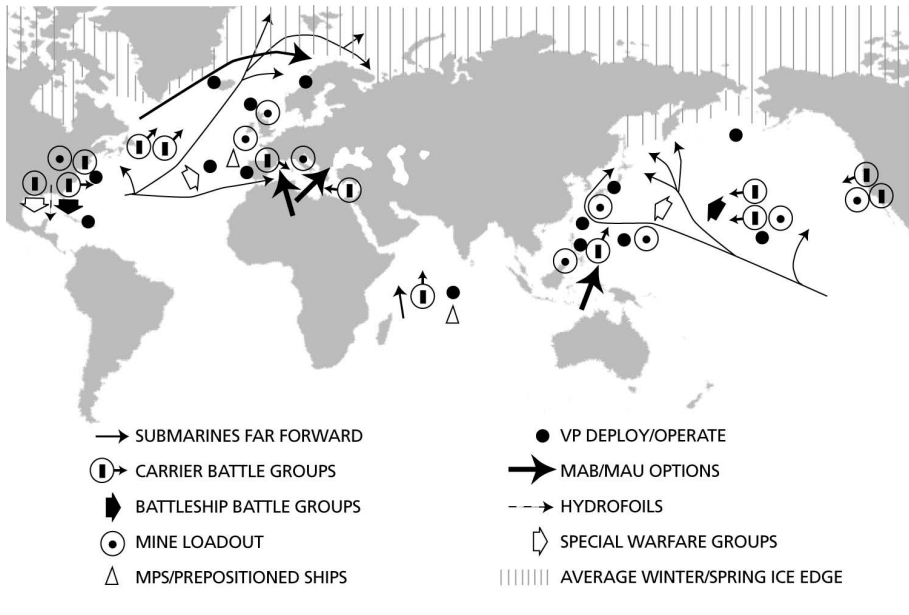 SUBMARINES FAR FORWARD
CARRIER BATTLE GROUPS
BATTLESHIP BATTLE GROUPS
MINE LOADOUT
MPS/PREPOSITIONED SHIPS
VP DEPLOY/OPERATE
MAB/MAU OPTIONS
HYDROFOILS
SPECIAL WARFARE GROUPS
AVERAGE WINTER/SPRING ICE EDGE